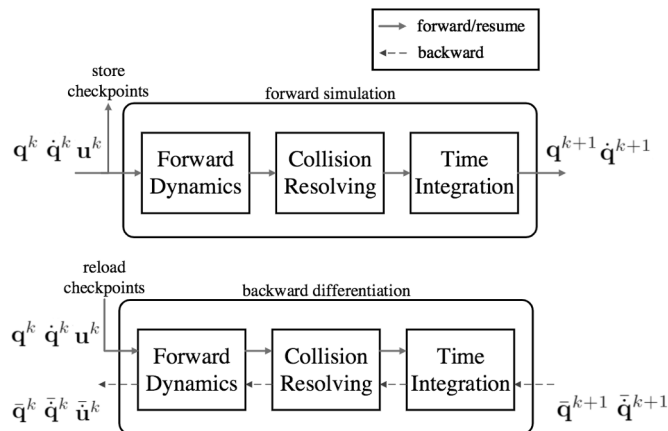 forward/resume
backward
store
checkpoints
forward simulation
q^k q̇^k u^k
Forward
Dynamics
Collision
Resolving
Time
Integration
q^{k+1} q̇^{k+1}
reload
checkpoints
backward differentiation
q^k q̇^k u^k
Forward
Dynamics
Collision
Resolving
Time
Integration
q̄^k q̇̄^k u̇̄^k
q̄^{k+1} q̇̄^{k+1}